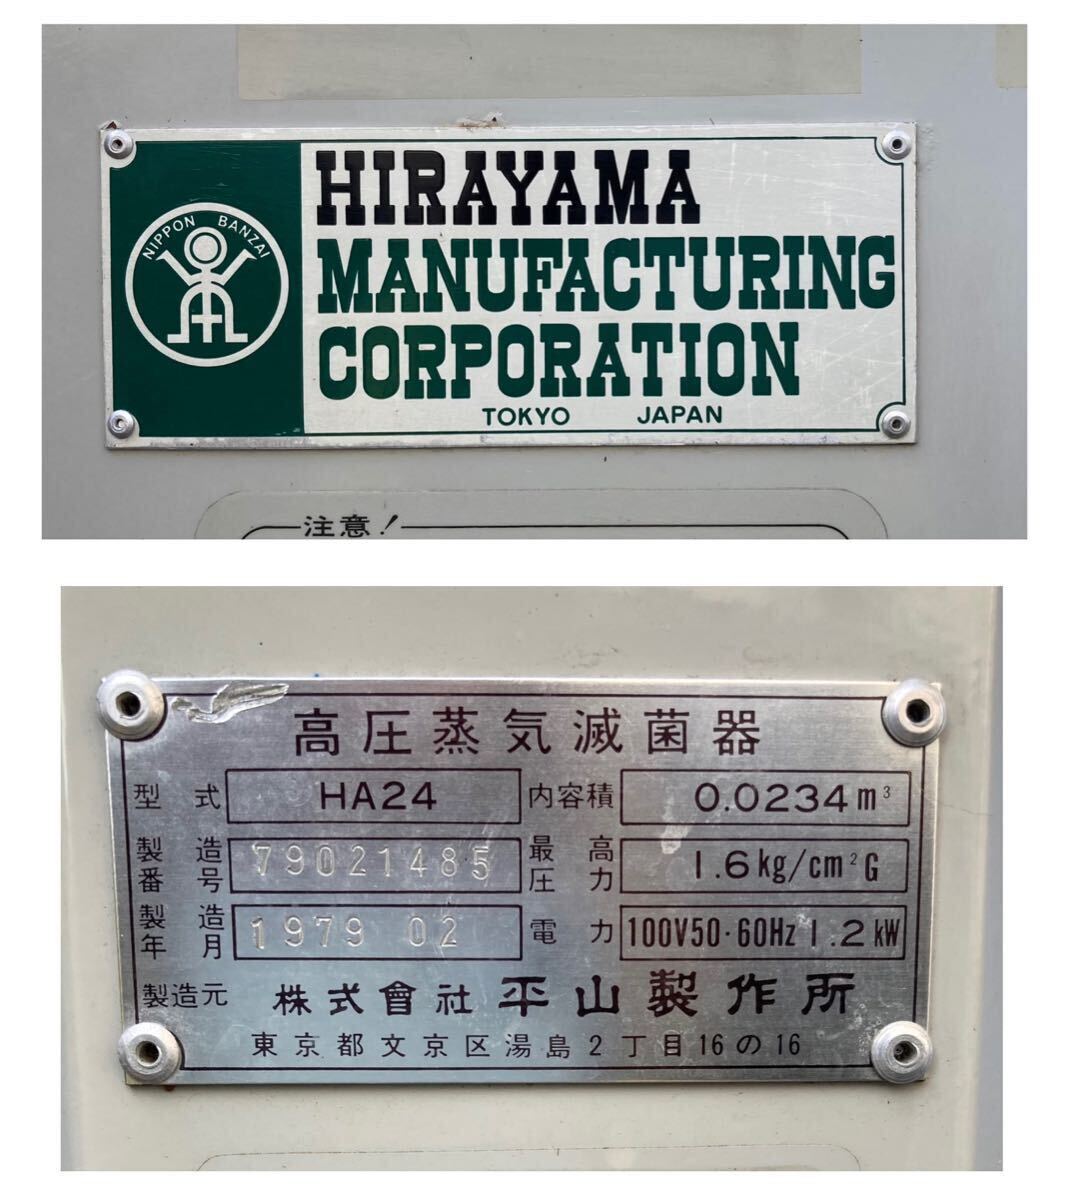 NIPPON BANZAI
HIRAYAMA
MANUFACTURING
CORPORATION
TOKYO JAPAN
注意!
高圧蒸気滅菌器
型式 HA24 内容積 0.0234m³
製造番号 79021485 最高圧力 1.6kg/cm²G
製造年月 1979 02 電力 100V50・60Hz 1.2kW
製造元 株式會社 平山製作所
東京都文京区湯島2丁目16の16